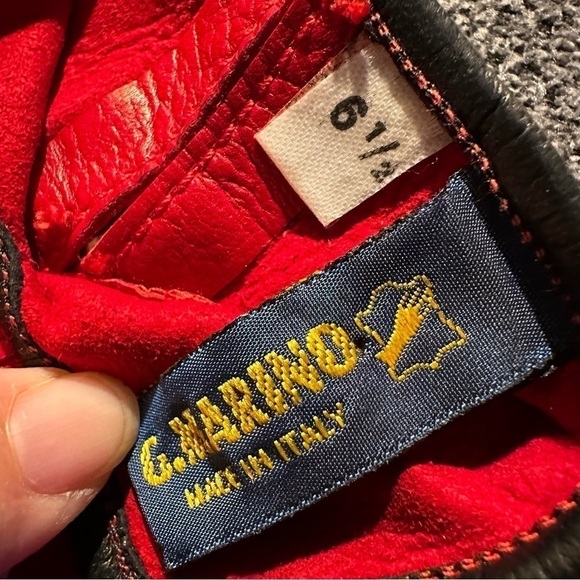 6 1/2
G. MARINO
MADE IN ITALY